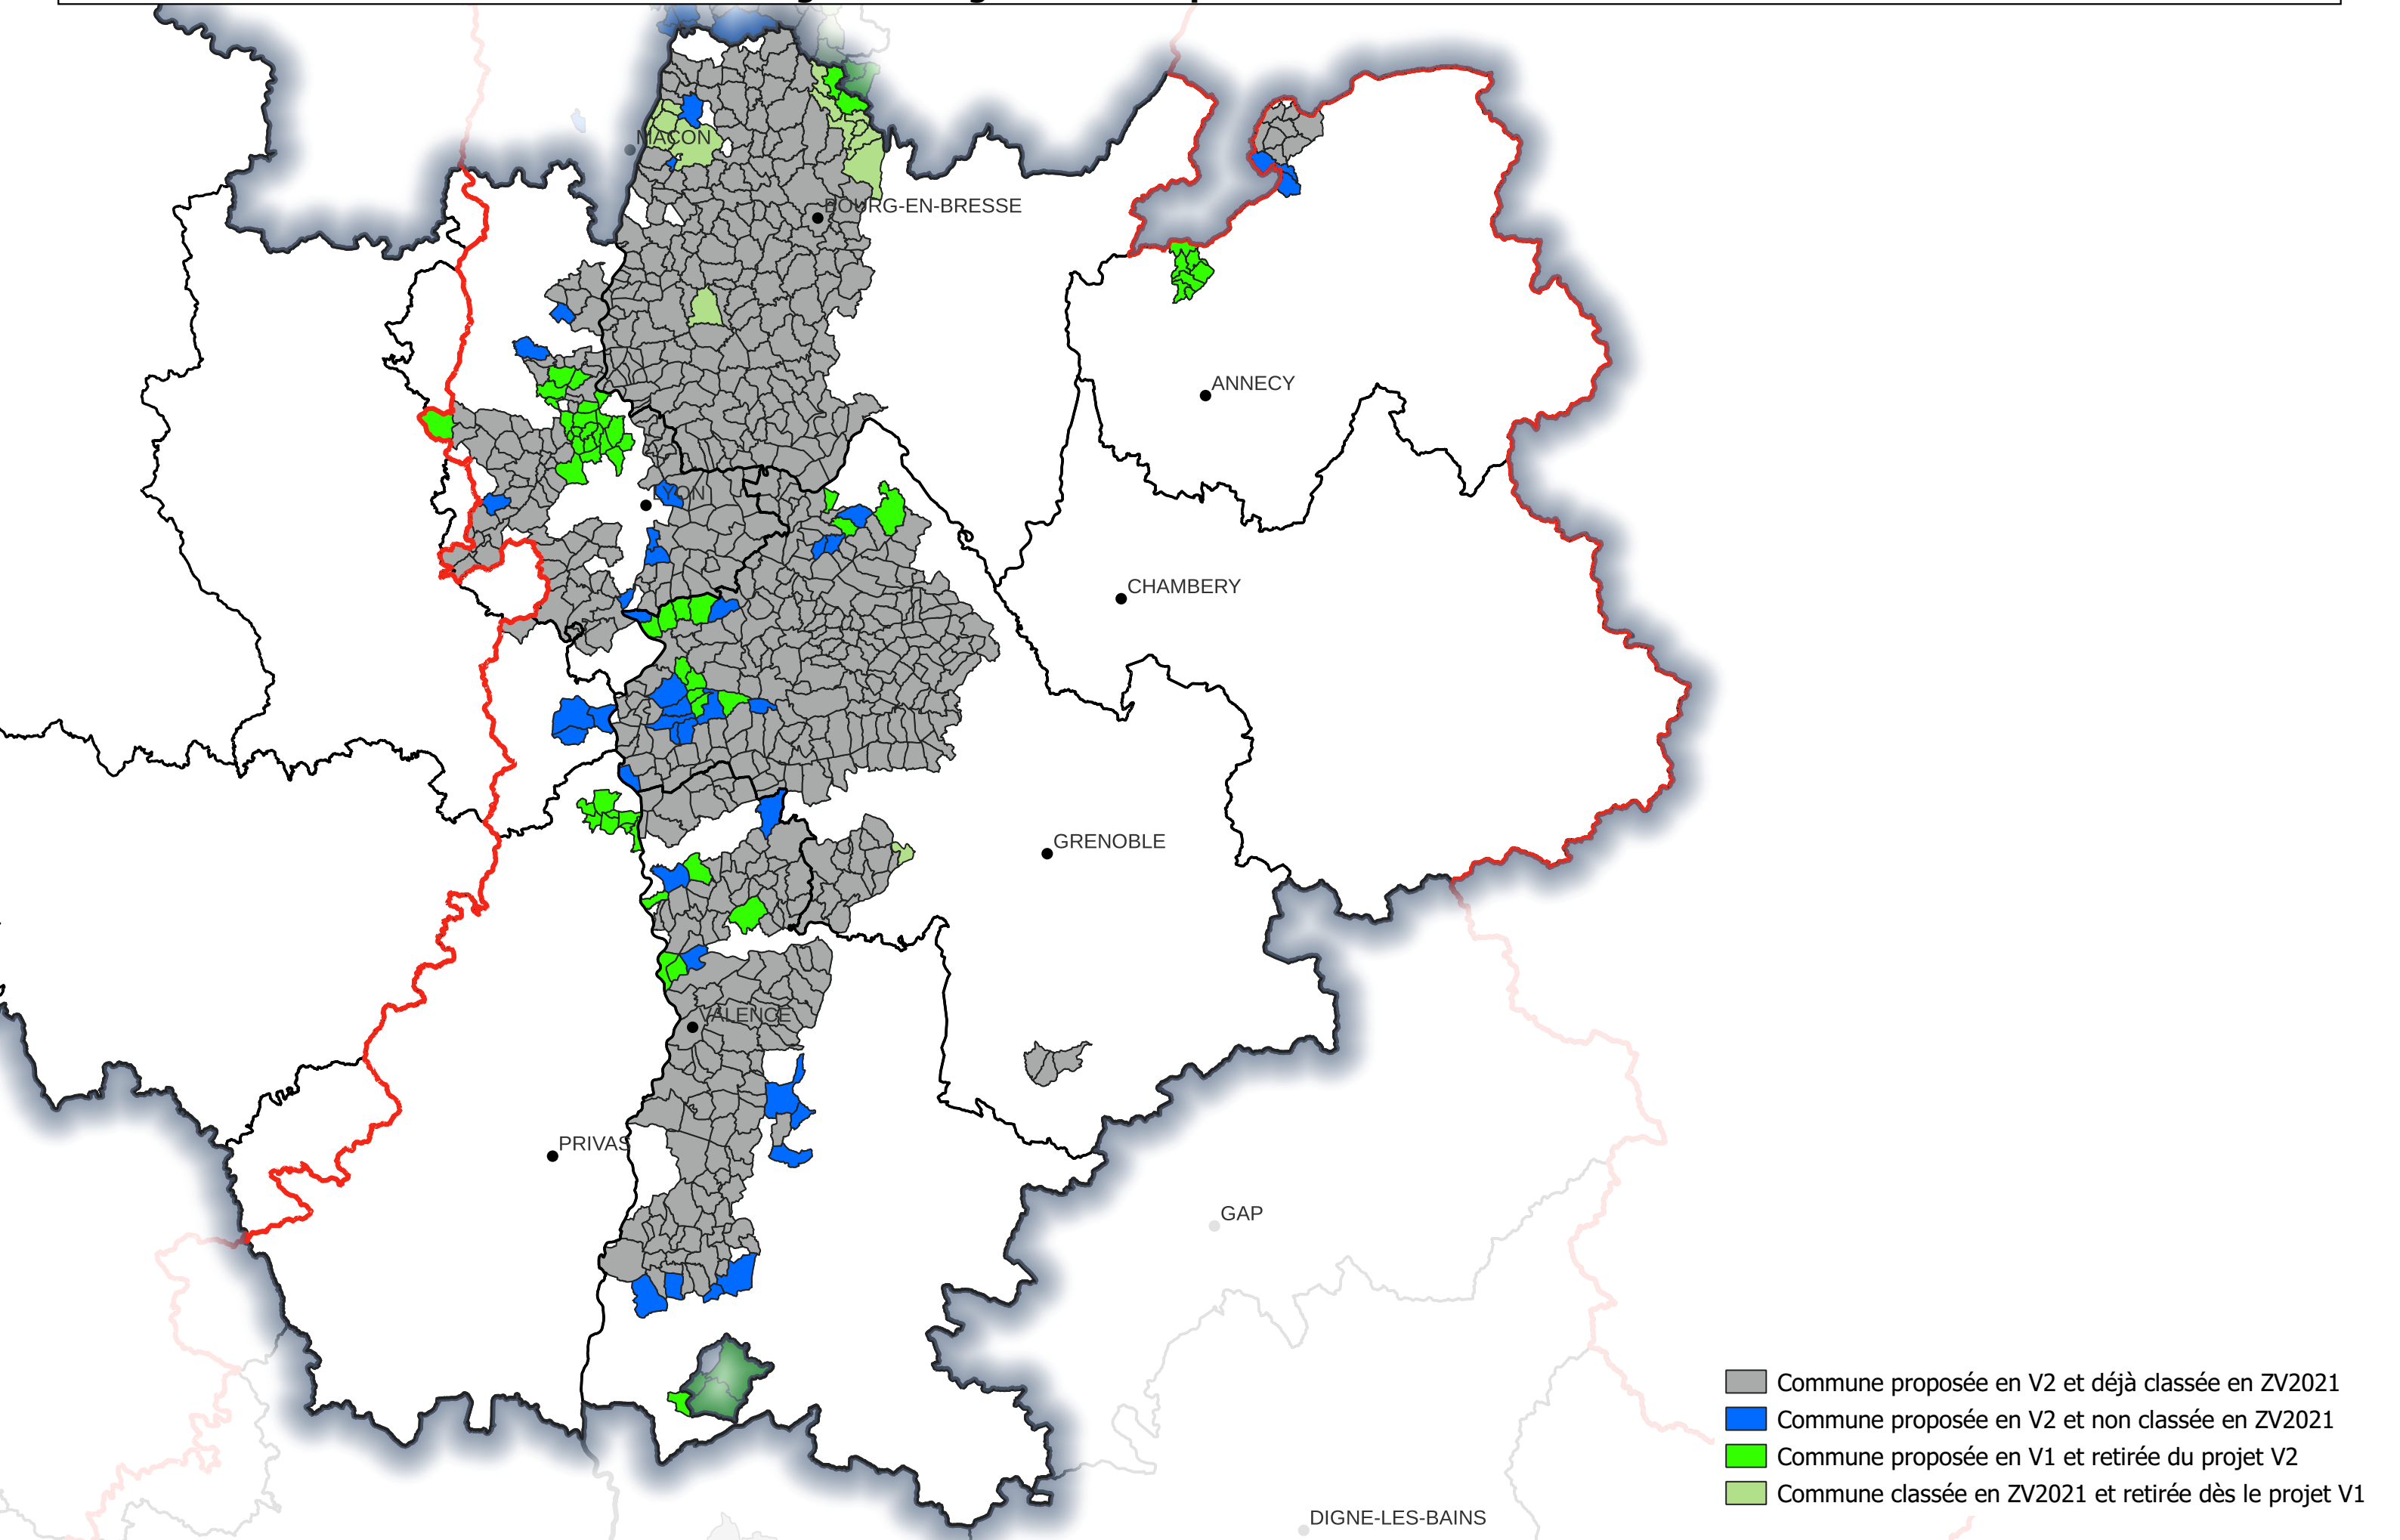 MACON
BOURG-EN-BRESSE
ANNECY
LYON
CHAMBERY
GRENOBLE
VALENCE
PRIVAS
GAP
DIGNE-LES-BAINS
Commune proposée en V2 et déjà classée en ZV2021
Commune proposée en V2 et non classée en ZV2021
Commune proposée en V1 et retirée du projet V2
Commune classée en ZV2021 et retirée dès le projet V1